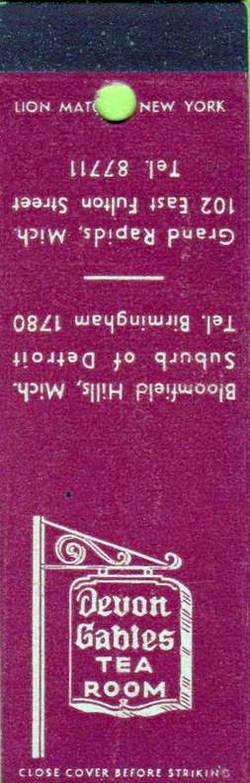 LION MATCH NEW YORK
Bloomfield Hills, Mich.
Suburb of Detroit
Tel. Birmingham 1780
Grand Rapids, Mich.
102 East Fulton Street
Tel. 87711
Devon
Gables
TEA
ROOM
CLOSE COVER BEFORE STRIKING